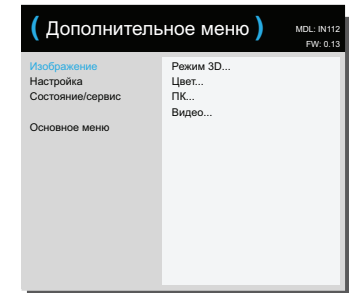 ( Дополнительное меню )
MDL: IN112
FW: 0.13
Изображение
Настройка
Состояние/сервис
Основное меню
Режим 3D...
Цвет...
ПК...
Видео...